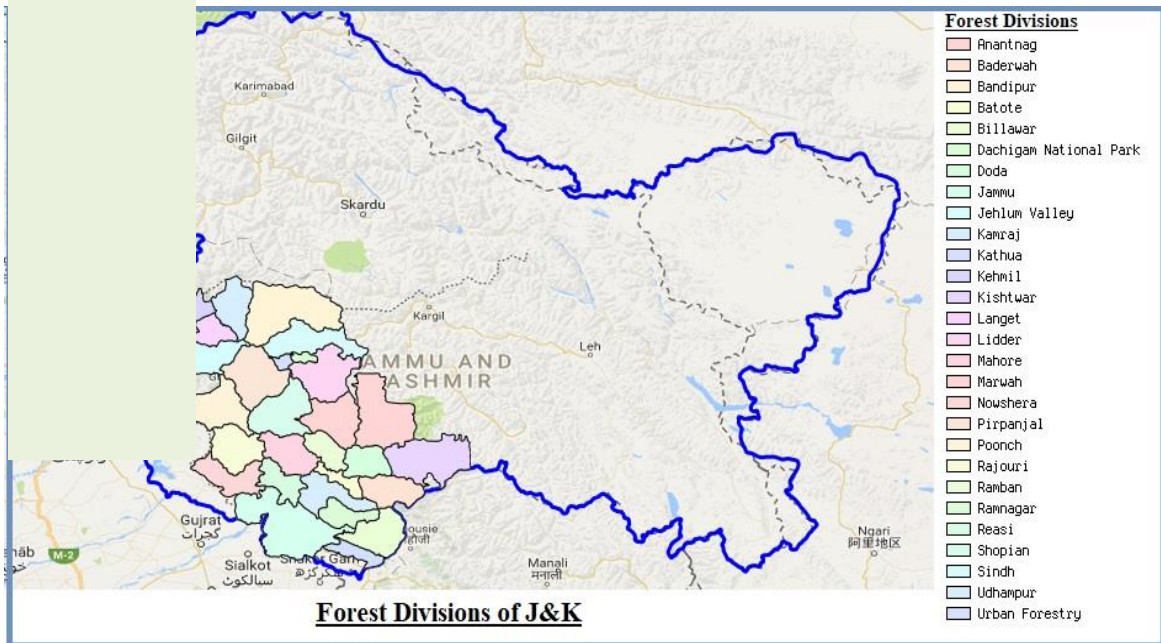 Karimabad
Gilgit
Skardu
Kargil
Leh
AMMU AND
ASHMIR
Gujrat
گجرات
M-2
Sialkot
سیالکوٹ
شکرگڑھ
ousie
Manali
मनाली
Ngari
阿里地区
Forest Divisions of J&K
Forest Divisions
Anantnag
Baderwah
Bandipur
Batote
Billawar
Dachigam National Park
Doda
Jammu
Jehlum Valley
Kamraj
Kathua
Kehmil
Kishtwar
Langet
Lidder
Mahore
Marwah
Nowshera
Pirpanjal
Poonch
Rajouri
Ramban
Ramnagar
Reasi
Shopian
Sindh
Udhampur
Urban Forestry